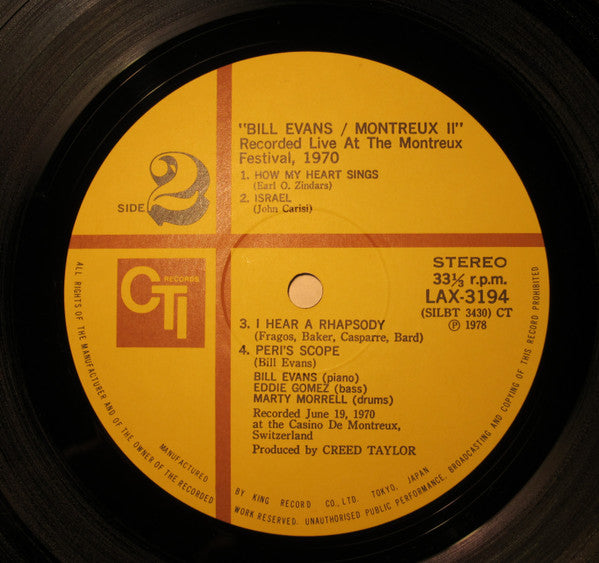 "BILL EVANS / MONTREUX II"
Recorded Live At The Montreux
Festival, 1970
1. HOW MY HEART SINGS
(Earl O. Zindars)
2. ISRAEL
(John Carisi)
SIDE 2
CTI RECORDS
STEREO
33⅓ r.p.m.
LAX-3194
(SILBT 3430) CT
Ⓟ 1978
3. I HEAR A RHAPSODY
(Fragos, Baker, Casparre, Bard)
4. PERI'S SCOPE
(Bill Evans)
BILL EVANS (piano)
EDDIE GOMEZ (bass)
MARTY MORRELL (drums)
Recorded June 19, 1970
at the Casino De Montreux,
Switzerland
Produced by CREED TAYLOR
MANUFACTURED BY KING RECORD CO., LTD. TOKYO, JAPAN
ALL RIGHTS OF THE MANUFACTURER AND OF THE OWNER OF THE RECORDED WORK RESERVED. UNAUTHORISED PUBLIC PERFORMANCE, BROADCASTING AND COPYING OF THIS RECORD PROHIBITED